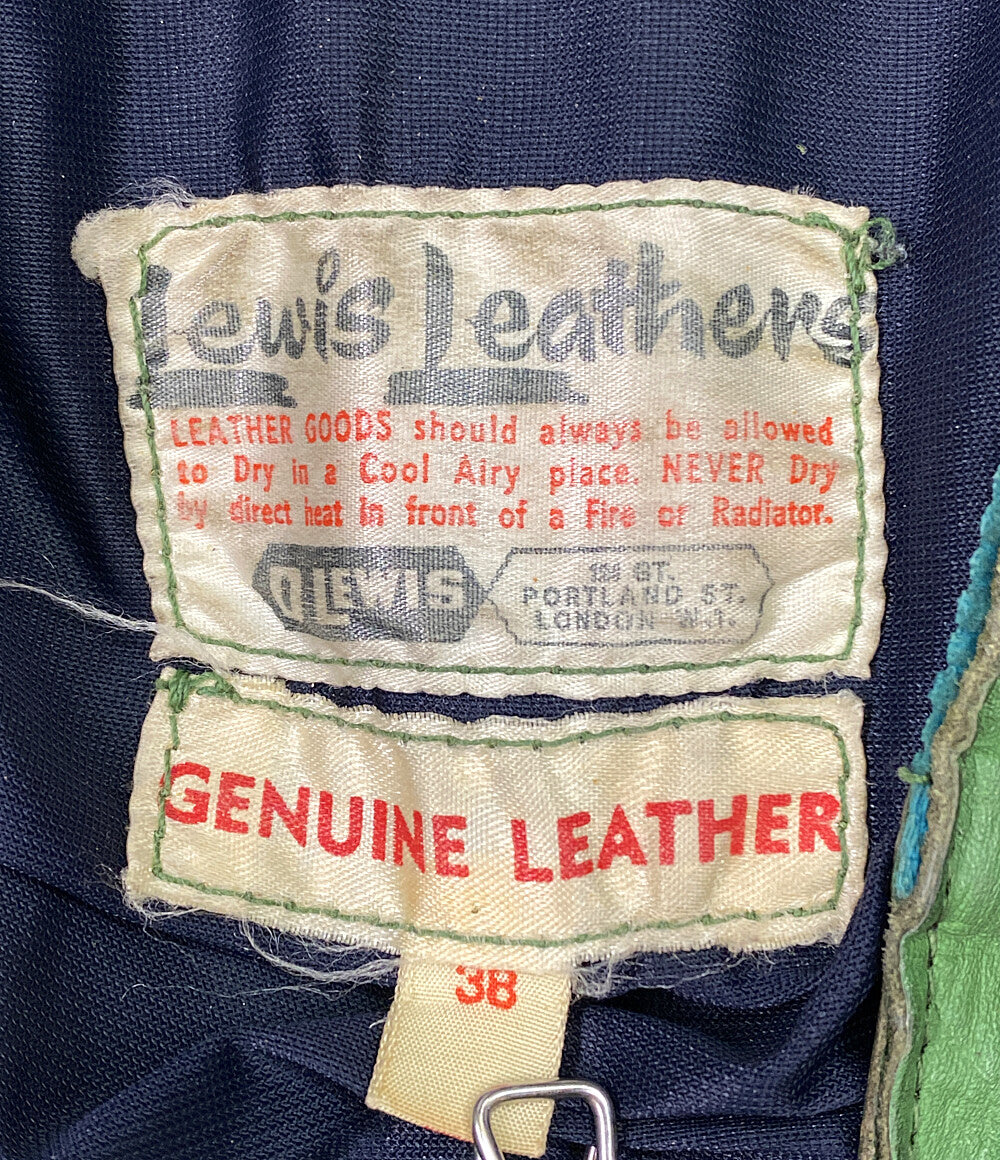 Lewis Leathers
LEATHER GOODS should always be allowed
to Dry in a Cool Airy place. NEVER Dry
by direct heat in front of a Fire or Radiator.
D.LEWIS
GT.
PORTLAND ST.
LONDON W.1.
GENUINE LEATHER
38